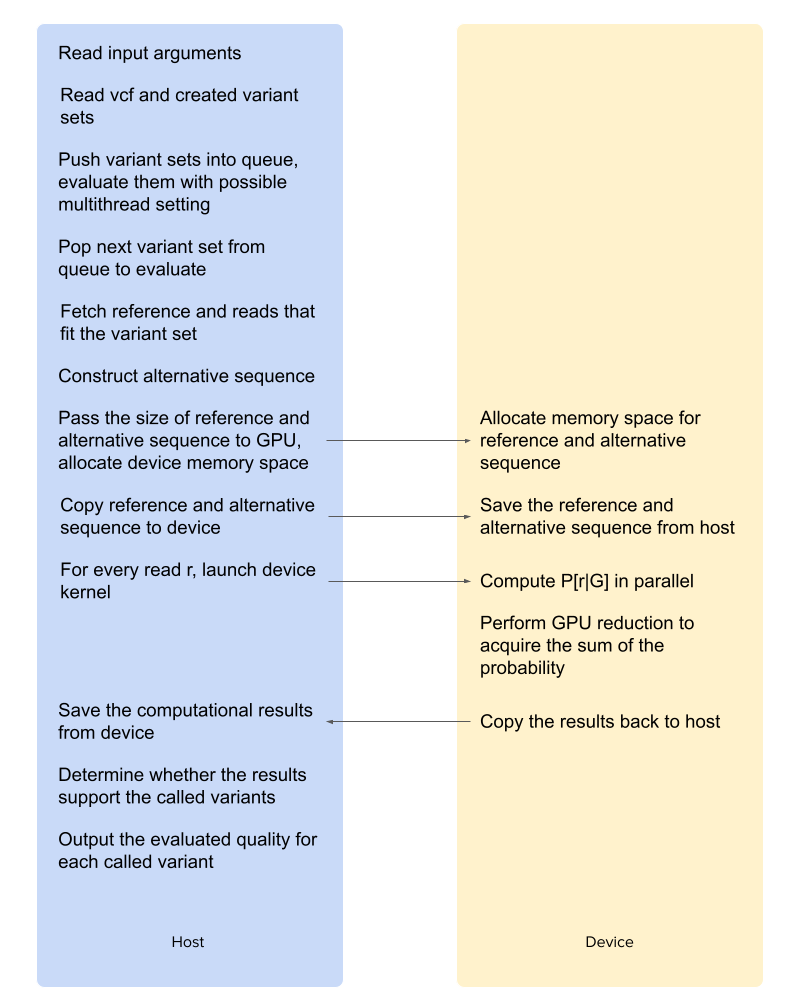 Read input arguments
Read vcf and created variant
sets
Push variant sets into queue,
evaluate them with possible
multithread setting
Pop next variant set from
queue to evaluate
Fetch reference and reads that
fit the variant set
Construct alternative sequence
Pass the size of reference and
alternative sequence to GPU,
allocate device memory space
Copy reference and alternative
sequence to device
For every read r, launch device
kernel
Save the computational results
from device
Determine whether the results
support the called variants
Output the evaluated quality for
each called variant
Host
Allocate memory space for
reference and alternative
sequence
Save the reference and
alternative sequence from host
Compute P[r|G] in parallel
Perform GPU reduction to
acquire the sum of the
probability
Copy the results back to host
Device